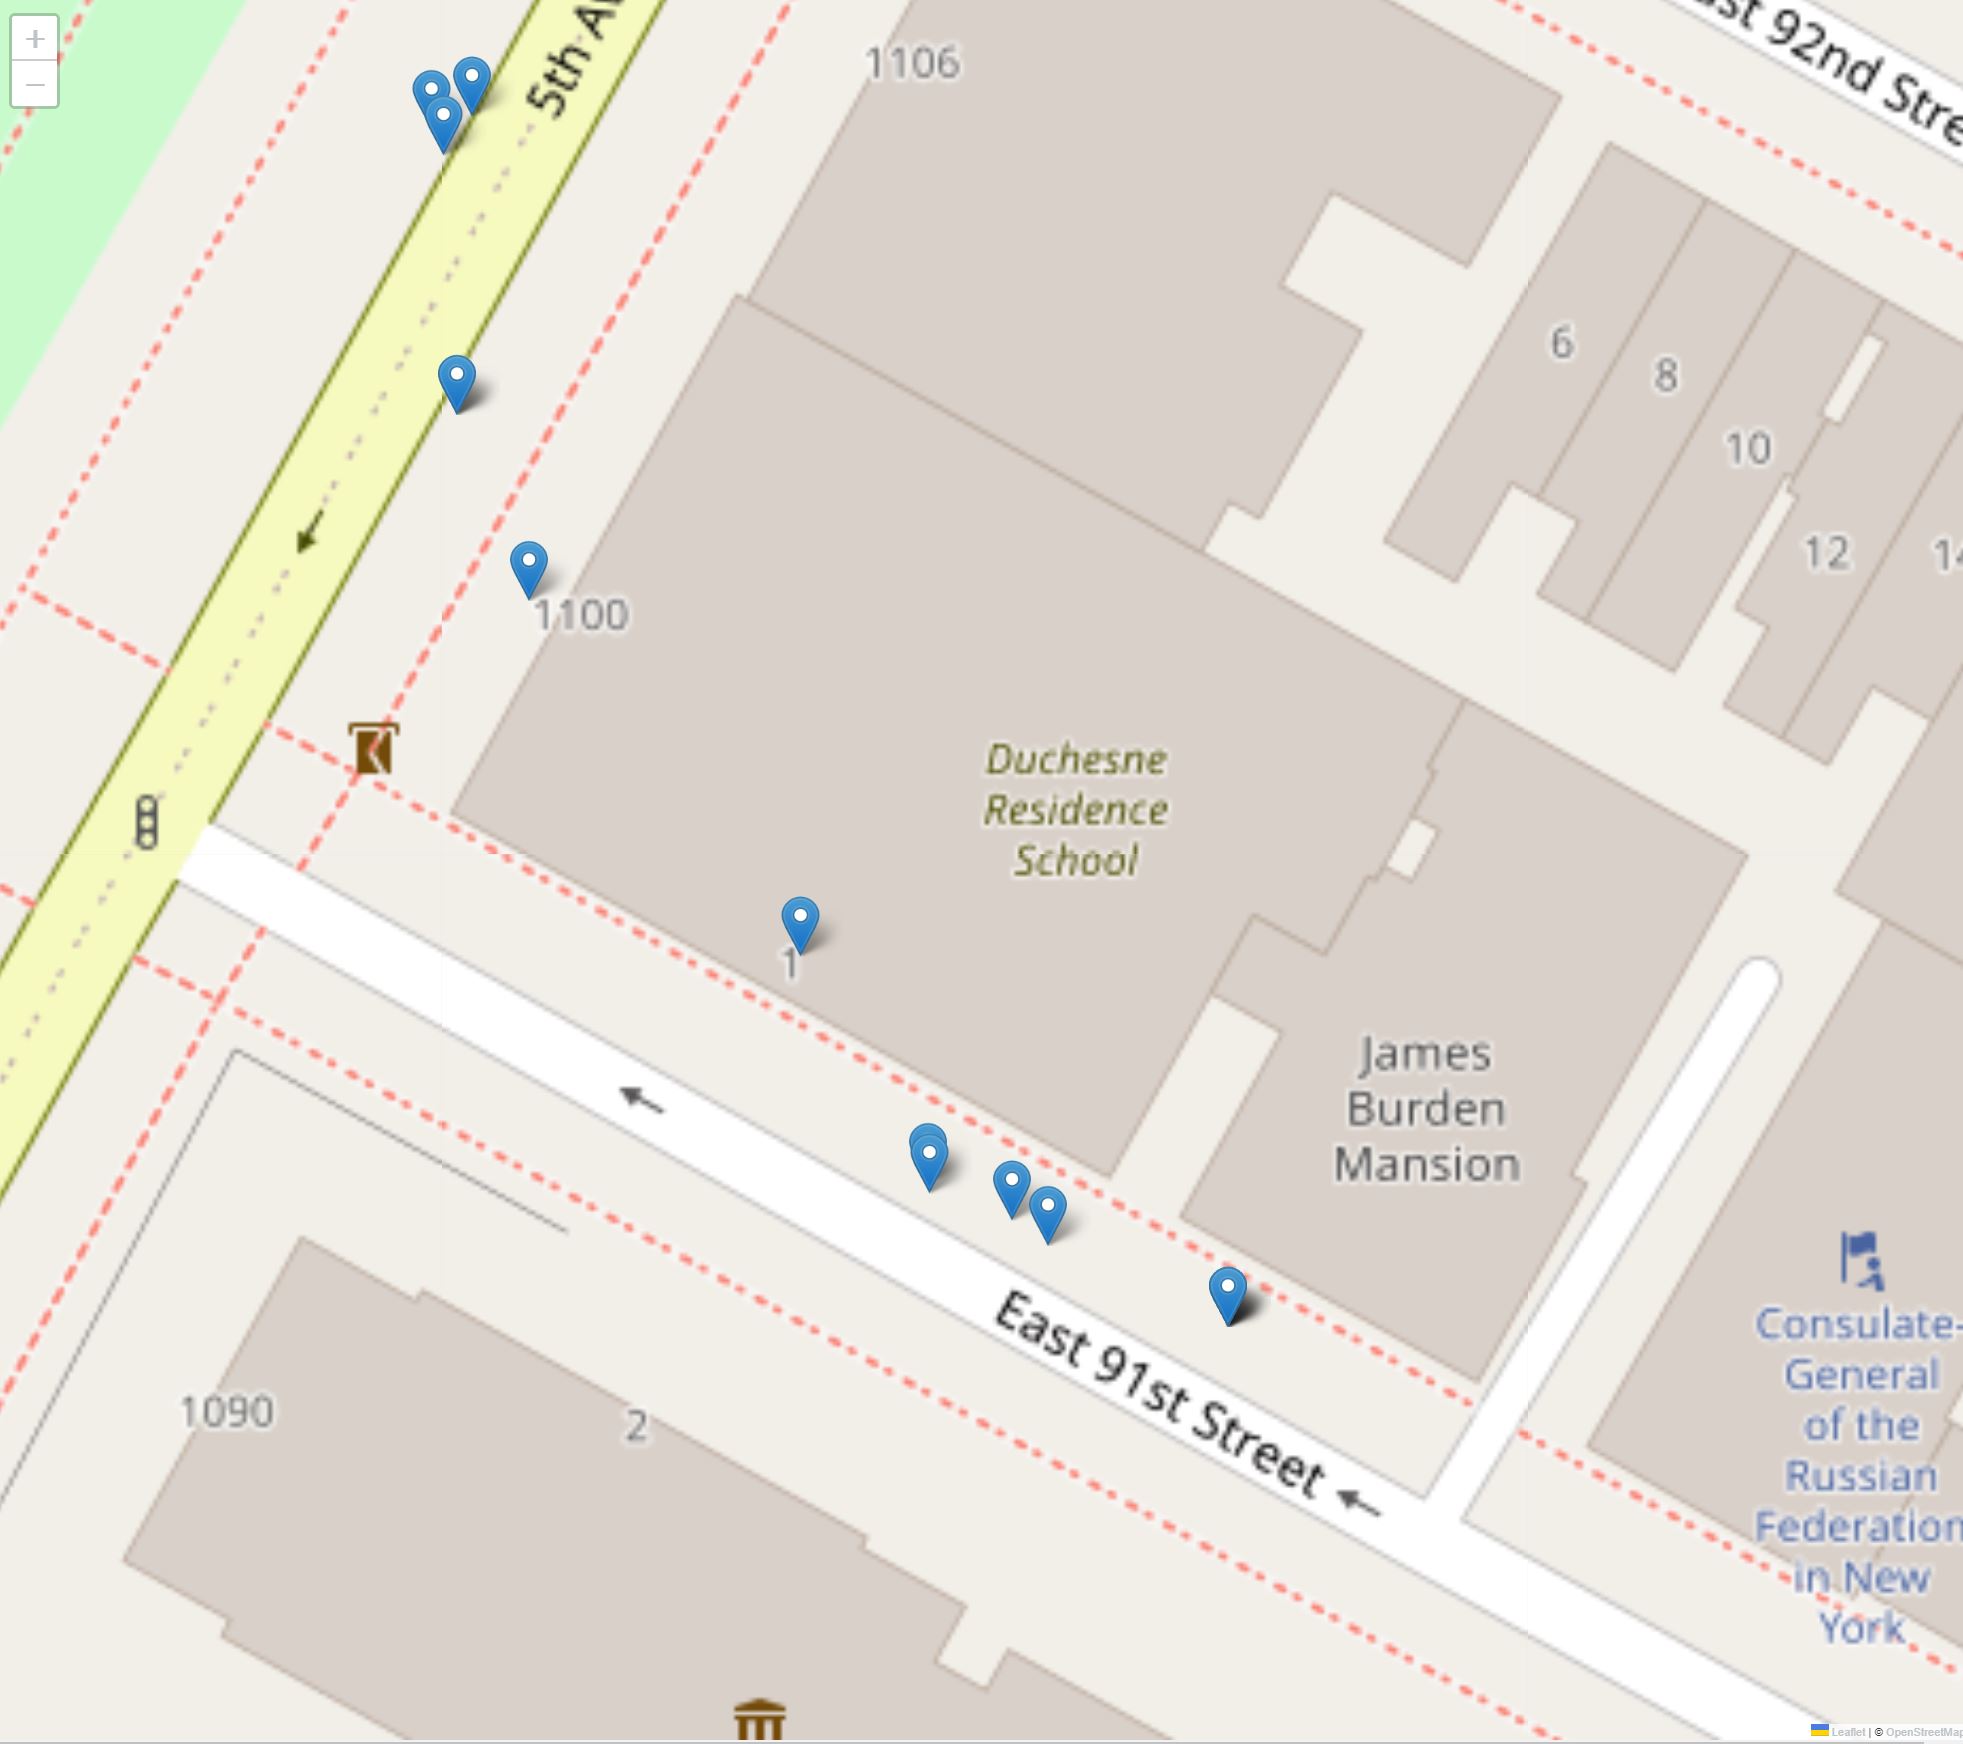 +
−
5th Av
1106
East 92nd Stre
6
8
10
12
14
1100
Duchesne
Residence
School
1
James
Burden
Mansion
East 91st Street
1090
2
Consulate-
General
of the
Russian
Federation
in New
York
Leaflet | © OpenStreetMap